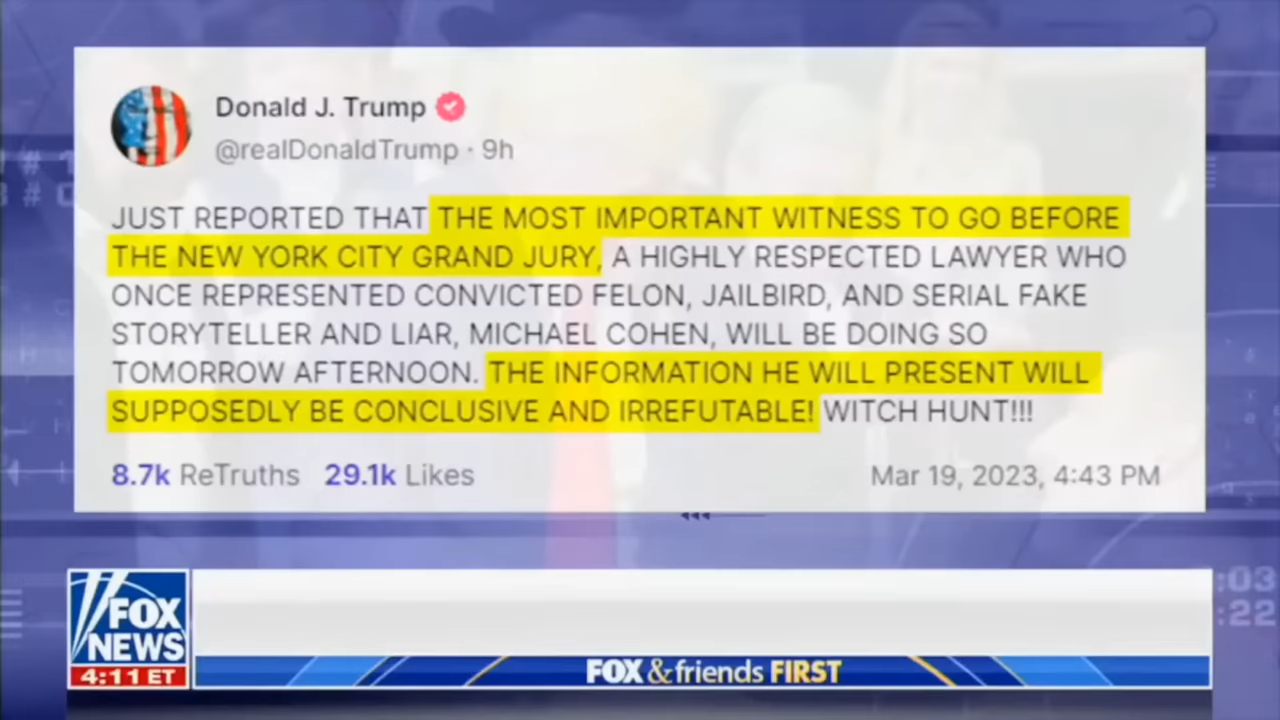 Donald J. Trump
@realDonaldTrump · 9h
JUST REPORTED THAT THE MOST IMPORTANT WITNESS TO GO BEFORE
THE NEW YORK CITY GRAND JURY, A HIGHLY RESPECTED LAWYER WHO
ONCE REPRESENTED CONVICTED FELON, JAILBIRD, AND SERIAL FAKE
STORYTELLER AND LIAR, MICHAEL COHEN, WILL BE DOING SO
TOMORROW AFTERNOON. THE INFORMATION HE WILL PRESENT WILL
SUPPOSEDLY BE CONCLUSIVE AND IRREFUTABLE! WITCH HUNT!!!
8.7k ReTruths 29.1k Likes Mar 19, 2023, 4:43 PM
:03
:22
FOX
NEWS
4:11 ET
FOX & friends FIRST